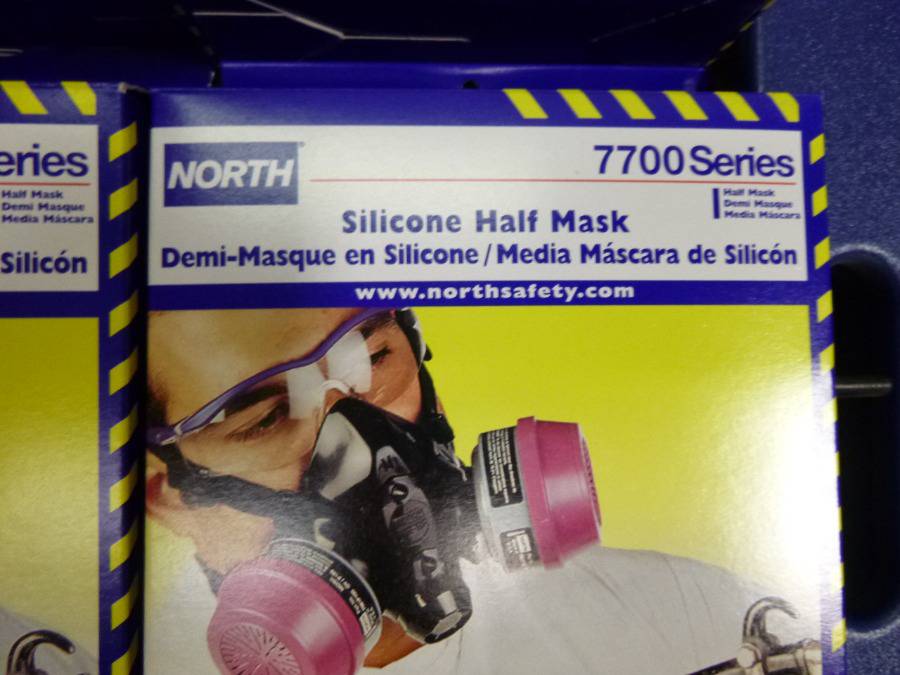 eries
Half Mask
Demi Masque
Media Máscara
Silicón
NORTH
7700 Series
Half Mask
Demi Masque
Media Máscara
Silicone Half Mask
Demi-Masque en Silicone / Media Máscara de Silicón
www.northsafety.com